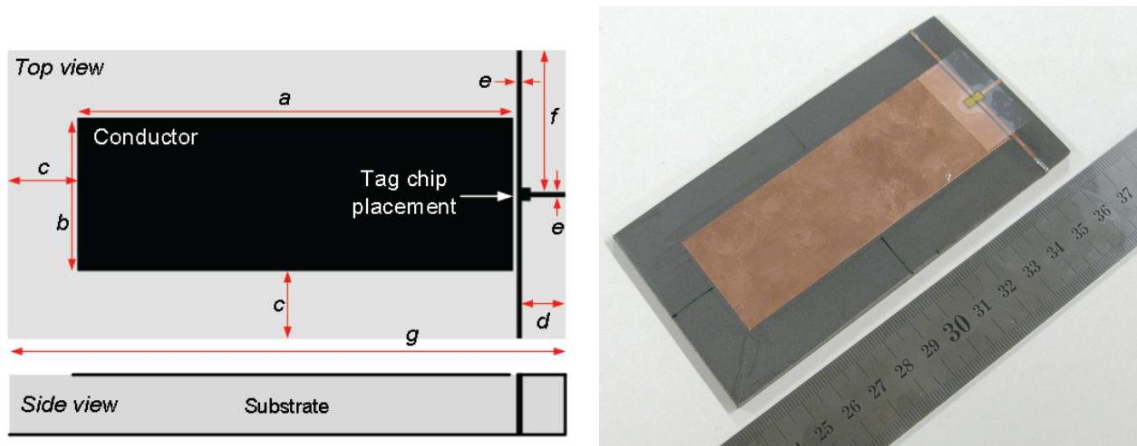 Top view
e
f
a
Conductor
c
Tag chip
placement
b
e
c
d
g
Side view
Substrate
25 26 27 28 29 30 31 32 33 34 35 36 37